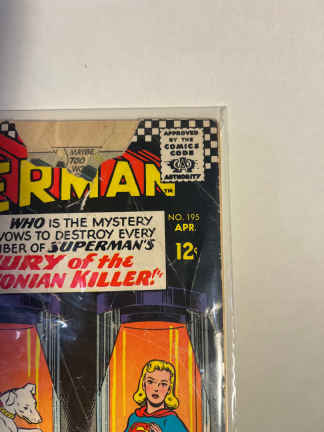 APPROVED
BY THE
COMICS
CODE
AUTHORITY
MAYBE
TOO
ERMAN
NO. 195
APR.
12¢
WHO IS THE MYSTERY
VOWS TO DESTROY EVERY
MBER OF SUPERMAN'S
URY of the
ONIAN KILLER!"